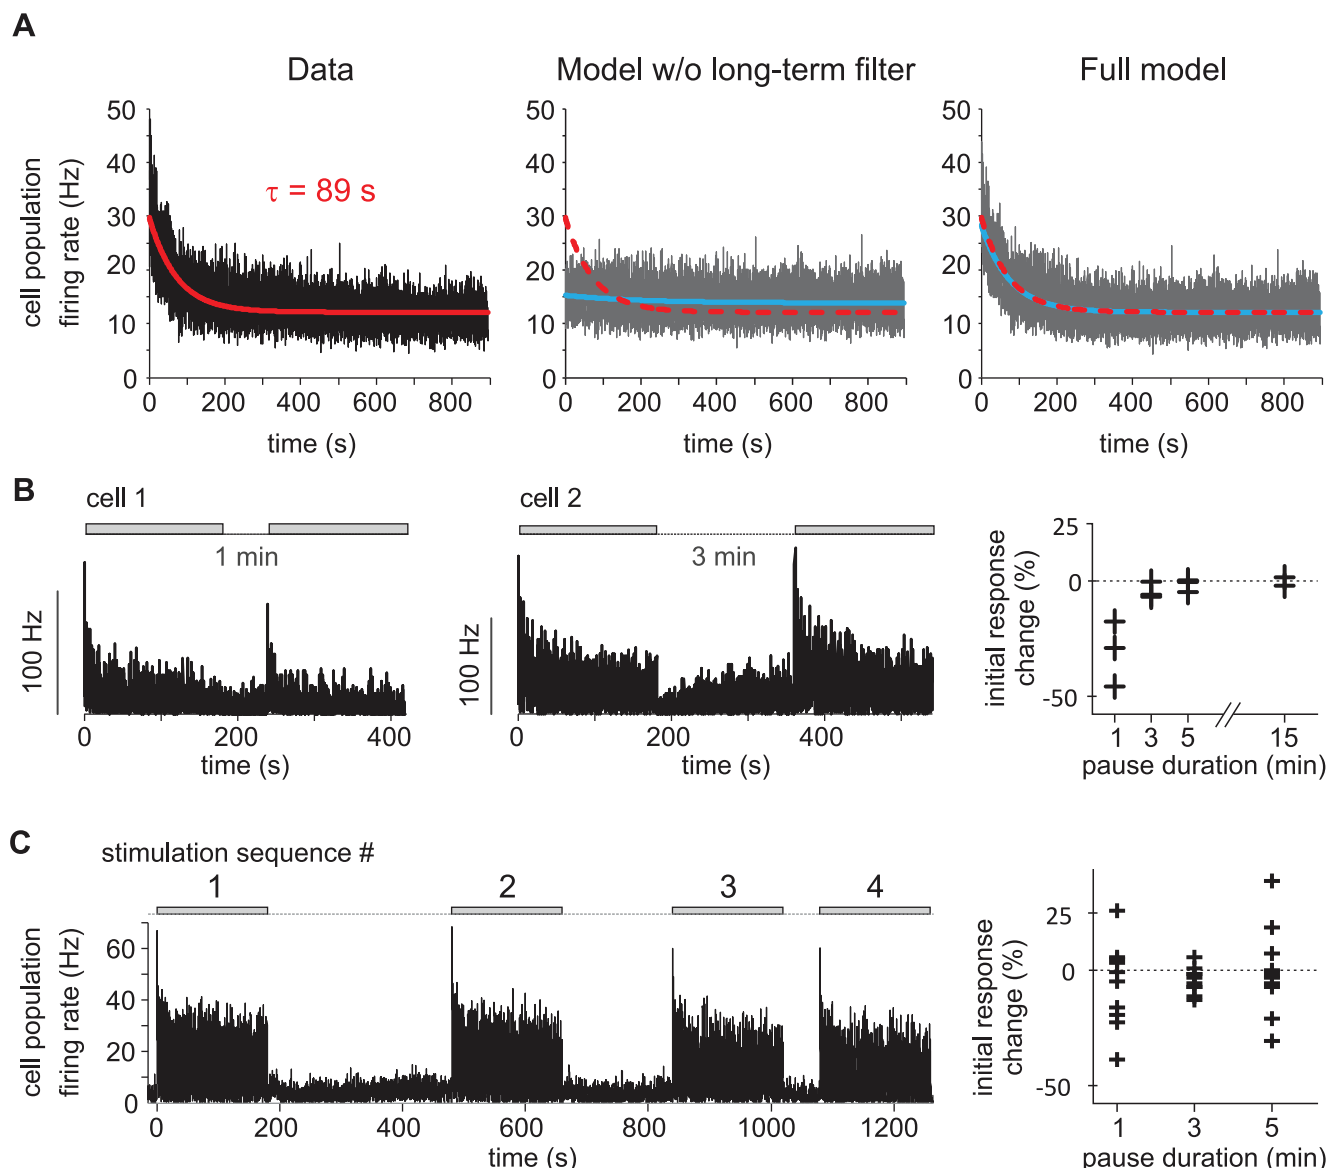 A
Data
Model w/o long-term filter
Full model
cell population
firing rate (Hz)
50
40
30
20
10
0
τ = 89 s
0 200 400 600 800
time (s)
50
40
30
20
10
0
0 200 400 600 800
time (s)
50
40
30
20
10
0
0 200 400 600 800
time (s)
B
cell 1
1 min
100 Hz
0 200 400
time (s)
cell 2
3 min
100 Hz
0 200 400
time (s)
initial response
change (%)
25
0
-50
1 3 5 15
pause duration (min)
C
stimulation sequence #
1 2 3 4
cell population
firing rate (Hz)
60
40
20
0
0 200 400 600 800 1000 1200
time (s)
initial response
change (%)
25
0
-50
1 3 5
pause duration (min)